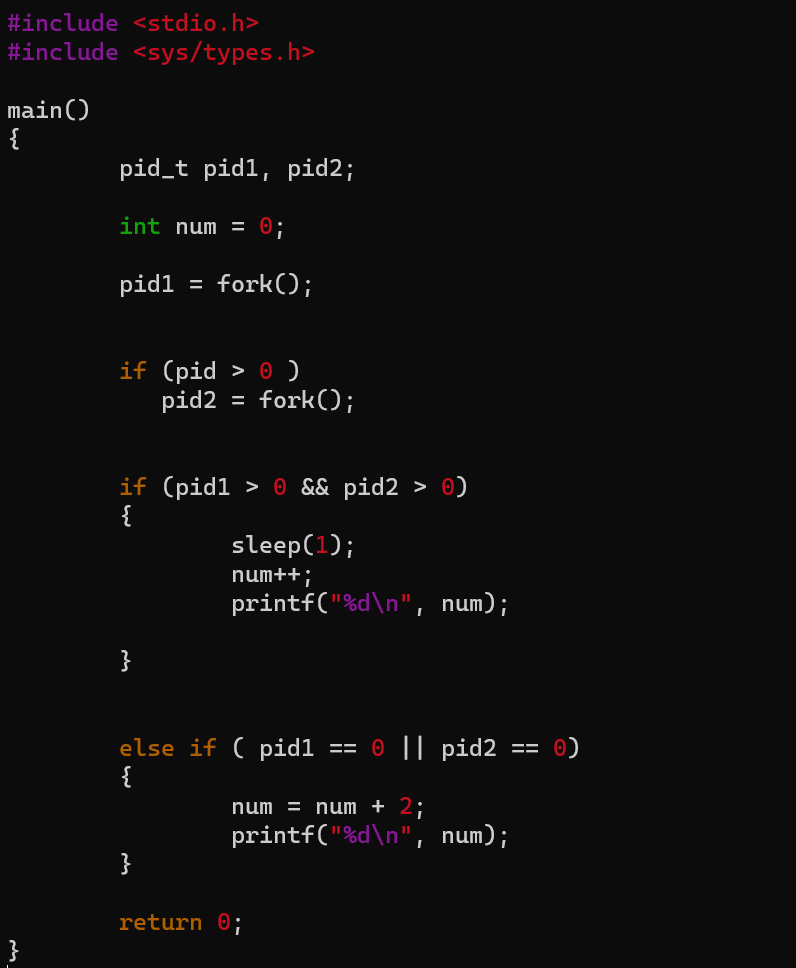 #include <stdio.h>
#include <sys/types.h>
main()
{
pid_t pid1, pid2;
int num = 0;
pid1 = fork();
if (pid > 0 )
pid2 = fork();
if (pid1 > 0 && pid2 > 0)
{
sleep(1);
num++;
printf("%d\n", num);
}
else if ( pid1 == 0 || pid2 == 0)
{
num = num + 2;
printf("%d\n", num);
}
return 0;
}